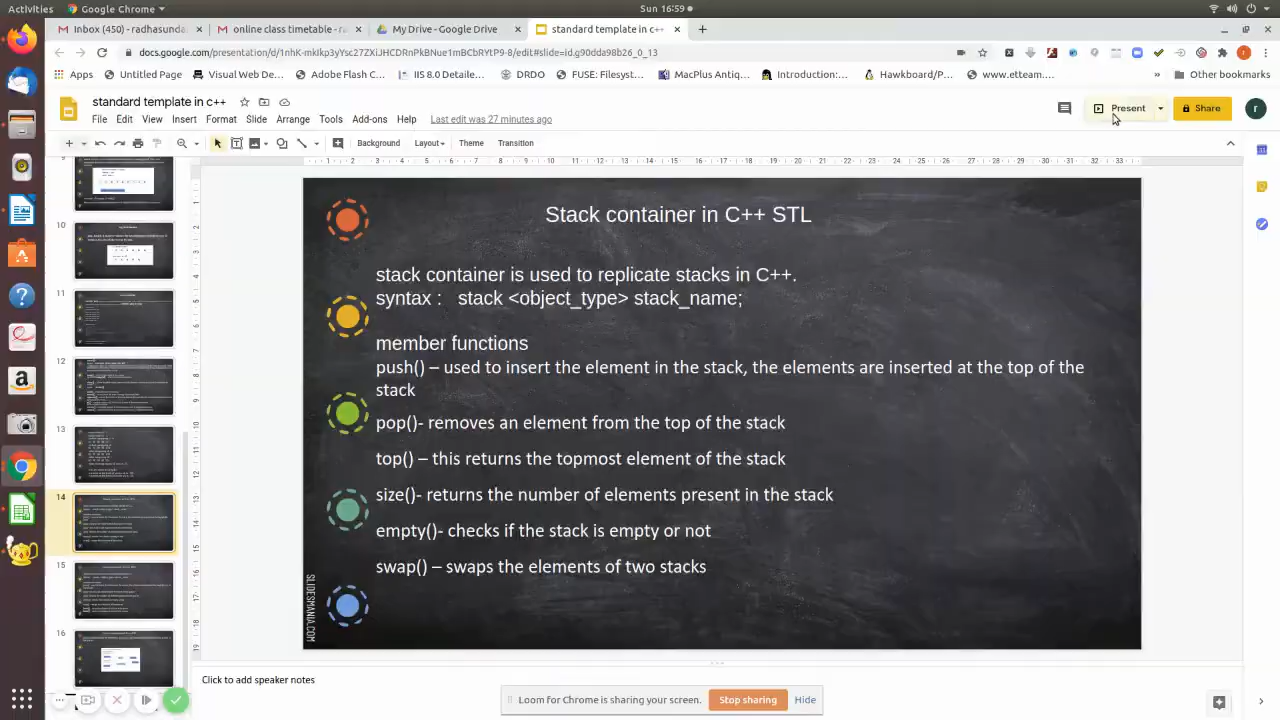 Activities
Google Chrome
Sun 16:59
Inbox (450) - radhasunda
online class timetable - r
My Drive - Google Drive
standard template in c++
docs.google.com/presentation/d/1nhK-mkikp3yYsc27ZXiJHCDRnPkBNue1mBCbRYtP9-8/edit#slide=id.g90dda98b26_0_13
Apps
Untitled Page
Visual Web De...
Adobe Flash C...
IIS 8.0 Detaile...
DRDO
FUSE: Filesyst...
MacPlus Antiq...
Introduction:...
Hawkboard/P...
www.etteam....
»
Other bookmarks
standard template in c++
Present
Share
r
File Edit View Insert Format Slide Arrange Tools Add-ons Help
Last edit was 27 minutes ago
Background
Layout
Theme
Transition
9
10
11
12
13
14
15
16
Stack container in C++ STL
stack container is used to replicate stacks in C++.
syntax : stack <object_type> stack_name;
member functions
push() – used to insert the element in the stack, the elements are inserted at the top of the
stack
pop()- removes an element from the top of the stack
top() – this returns the topmost element of the stack
size()- returns the number of elements present in the stack
empty()- checks if the stack is empty or not
swap() – swaps the elements of two stacks
SLIDESMANIA.COM
Click to add speaker notes
Loom for Chrome is sharing your screen.
Stop sharing
Hide